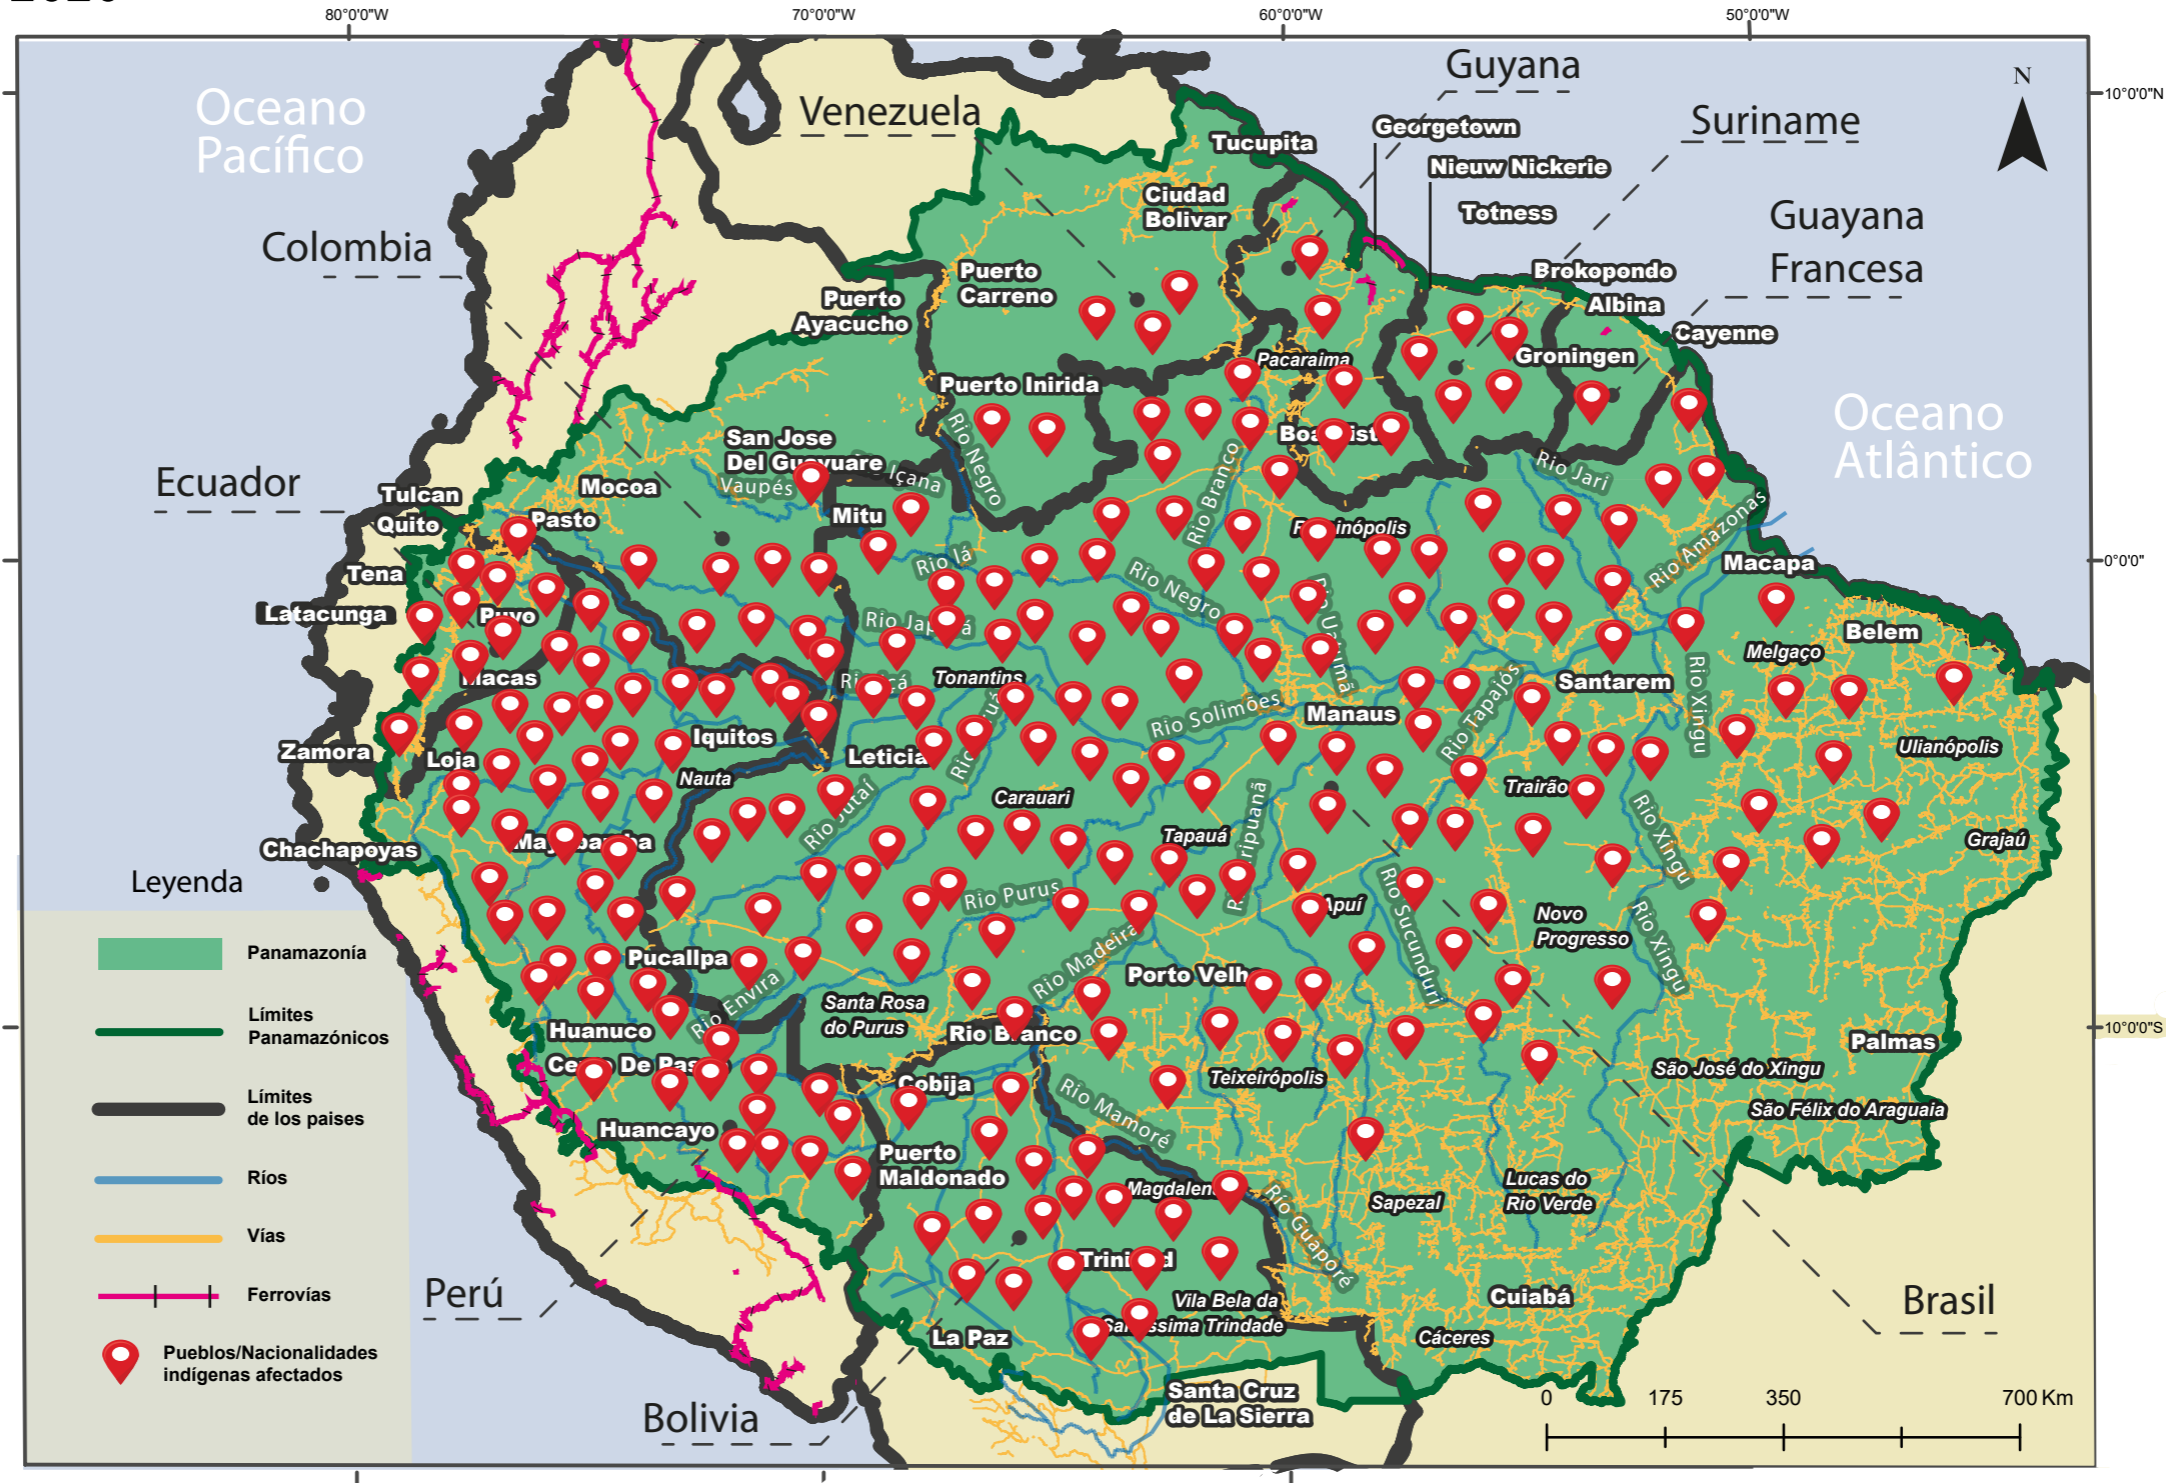 80°0'0"W
70°0'0"W
60°0'0"W
50°0'0"W
10°0'0"N
0°0'0"
10°0'0"S
N
Oceano
Pacífico
Oceano
Atlântico
Venezuela
Guyana
Suriname
Guayana
Francesa
Colombia
Ecuador
Perú
Bolivia
Brasil
Georgetown
Nieuw Nickerie
Totness
Brokopondo
Albina
Cayenne
Groningen
Tucupita
Ciudad
Bolivar
Puerto
Carreno
Puerto
Ayacucho
Pacaraima
Puerto Inirida
San Jose
Vaupés
Içana
Rio Negro
Rio Branco
Rio Jari
Rio Amazonas
Mocoa
Mitu
Tulcan
Quito
Pasto
Tena
Latacunga
Macapa
Belem
Melgaço
Rio Iá
Rio Negro
Tonantins
Santarem
Rio Xingu
Rio Tapajós
Rio Solimões
Manaus
Zamora
Loja
Iquitos
Nauta
Leticia
Ulianópolis
Trairão
Carauari
Rio Xingu
Tapauá
Grajaú
Chachapoyas
Rio Purus
Rio Sucunduri
Novo
Progresso
Rio Xingu
Pucallpa
Rio Envira
Rio Madeira
Santa Rosa
do Purus
Huanuco
Palmas
São José do Xingu
Teixeirópolis
Cobija
Rio Mamoré
São Félix do Araguaia
Huancayo
Puerto
Maldonado
Lucas do
Rio Verde
Sapezal
Río Guaporé
Vila Bela da
Cuiabá
Cáceres
La Paz
Santa Cruz
de La Sierra
Leyenda
Panamazonía
Límites
Panamazónicos
Límites
de los paises
Ríos
Vías
Ferrovías
Pueblos/Nacionalidades
indígenas afectados
0 175 350 700 Km